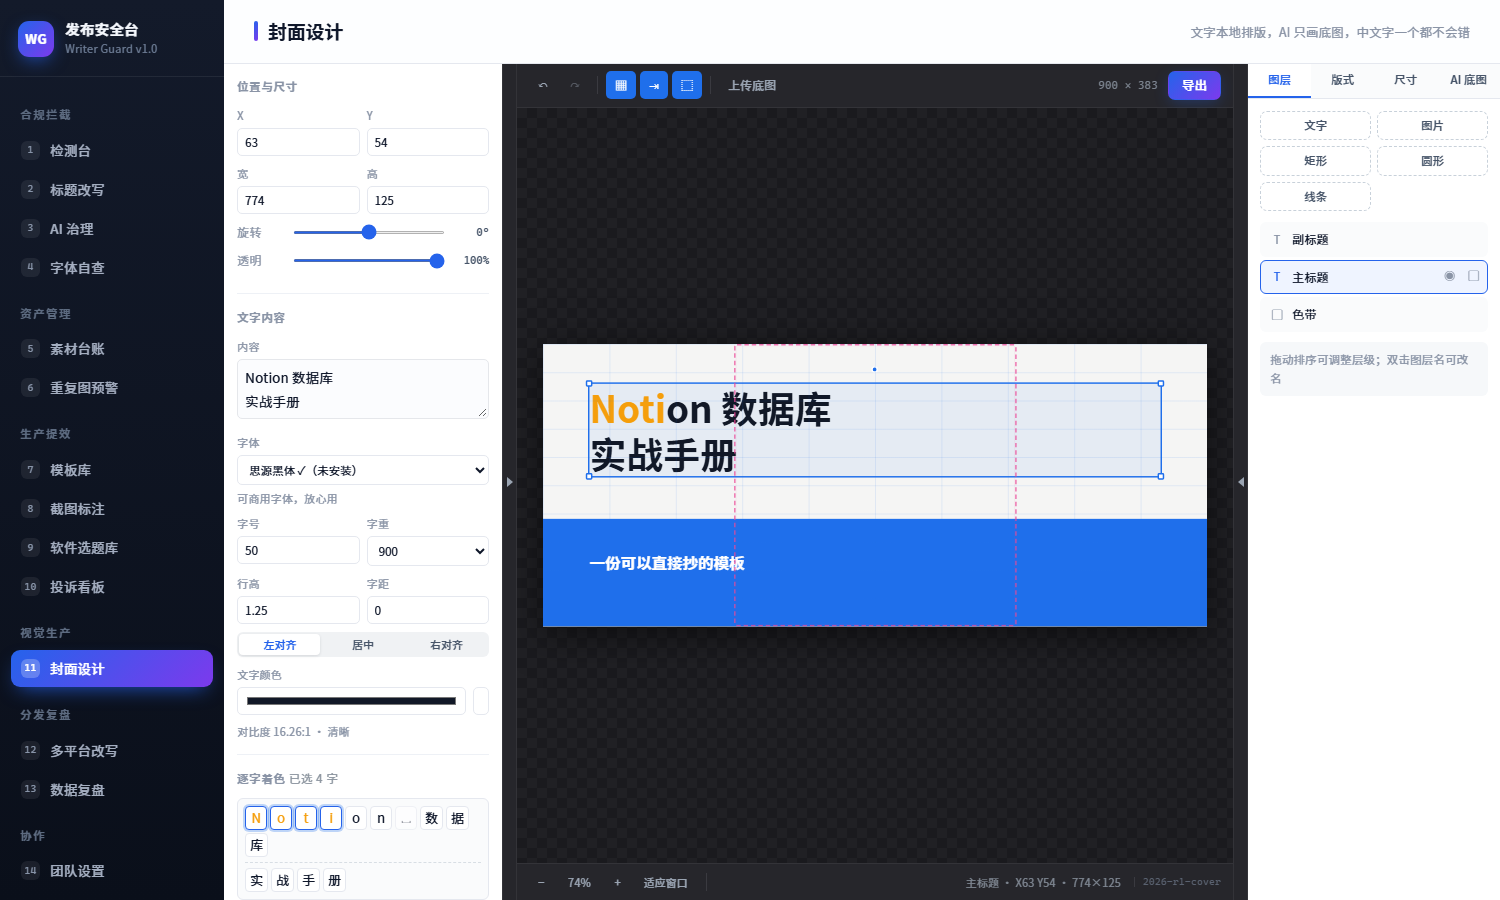 WG
发布安全台
Writer Guard v1.0
合规拦截
1 检测台
2 标题改写
3 AI 治理
4 字体自查
资产管理
5 素材台账
6 重复图预警
生产提效
7 模板库
8 截图标注
9 软件选题库
10 投诉看板
视觉生产
11 封面设计
分发复盘
12 多平台改写
13 数据复盘
协作
14 团队设置
封面设计
文字本地排版，AI 只画底图，中文字一个都不会错
位置与尺寸
X Y
63 54
宽 高
774 125
旋转 0°
透明 100%
文字内容
内容
Notion 数据库
实战手册
字体
思源黑体 ✓（未安装）
可商用字体，放心用
字号 字重
50 900
行高 字距
1.25 0
左对齐 居中 右对齐
文字颜色
对比度 16.26:1 · 清晰
逐字着色 已选 4 字
N o t i o n 数 据
库
实 战 手 册
上传底图
900 × 383
导出
Notion 数据库
实战手册
一份可以直接抄的模板
− 74% + 适应窗口
主标题 · X63 Y54 · 774×125
2026-rl-cover
图层 版式 尺寸 AI 底图
文字 图片
矩形 圆形
线条
T 副标题
T 主标题
色带
拖动排序可调整层级；双击图层名可改
名